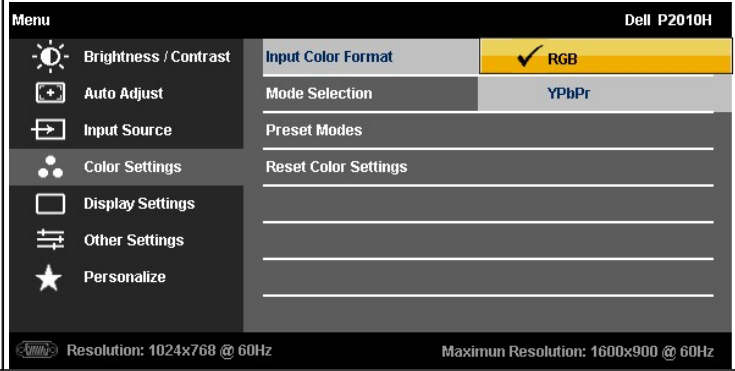 Menu Dell P2010H
Brightness / Contrast Input Color Format RGB
Auto Adjust Mode Selection YPbPr
Input Source Preset Modes
Color Settings Reset Color Settings
Display Settings
Other Settings
Personalize
Resolution: 1024x768 @ 60Hz Maximun Resolution: 1600x900 @ 60Hz